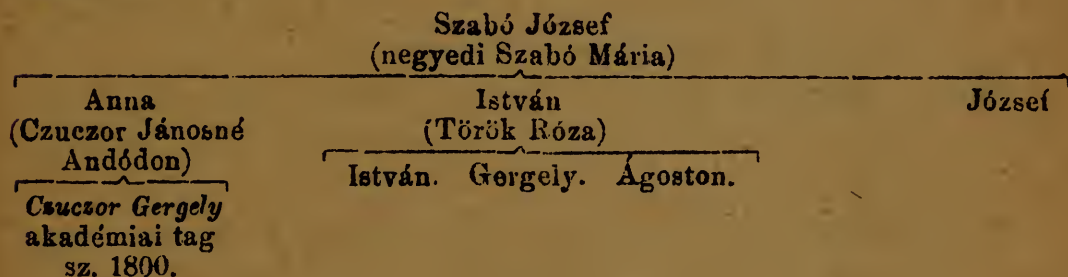 Szabó József
(negyedi Szabó Mária)
Anna István József
(Czuczor Jánosné (Török Róza)
Andódon) István. Gergely. Ágoston.
Czuczor Gergely
akadémiai tag
sz. 1800.